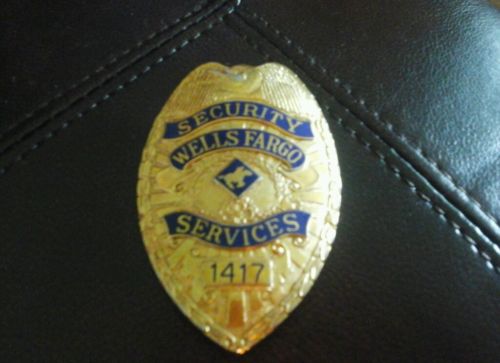 SECURITY
WELLS FARGO
SERVICES
1417